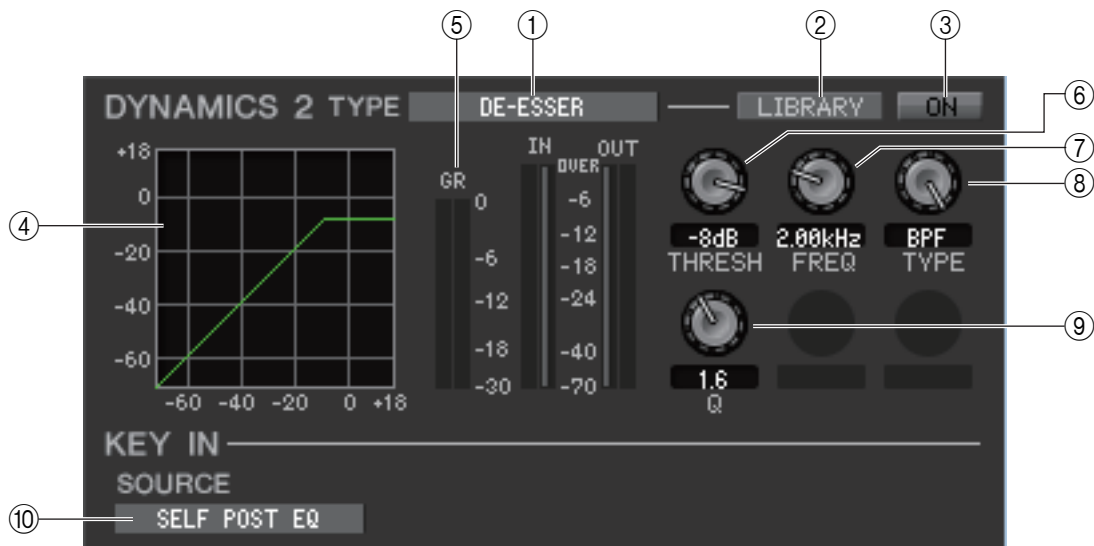 ⑤ ① ② ③
DYNAMICS 2 TYPE DE-ESSER LIBRARY ON
⑥
⑦
⑧
④
+18
0
-20
-40
-60
-60 -40 -20 0 +18
GR
0
-6
-12
-18
-30
IN OUT
OVER
-6
-12
-18
-24
-40
-70
-8dB 2.00kHz BPF
THRESH FREQ TYPE
⑨
1.6
Q
KEY IN
SOURCE
⑩ SELF POST EQ